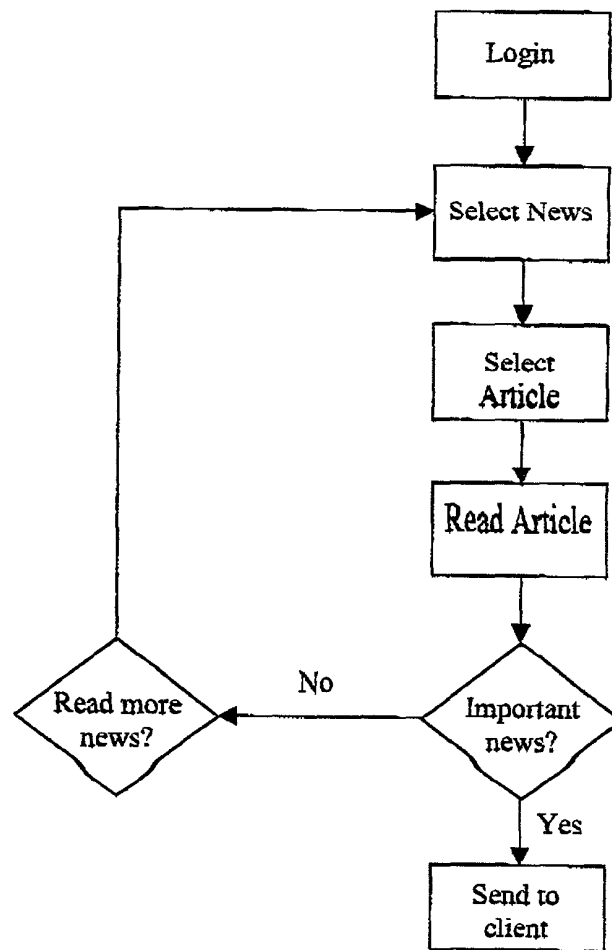 Login
Select News
Select
Article
Read Article
No
Read more
news?
Important
news?
Yes
Send to
client